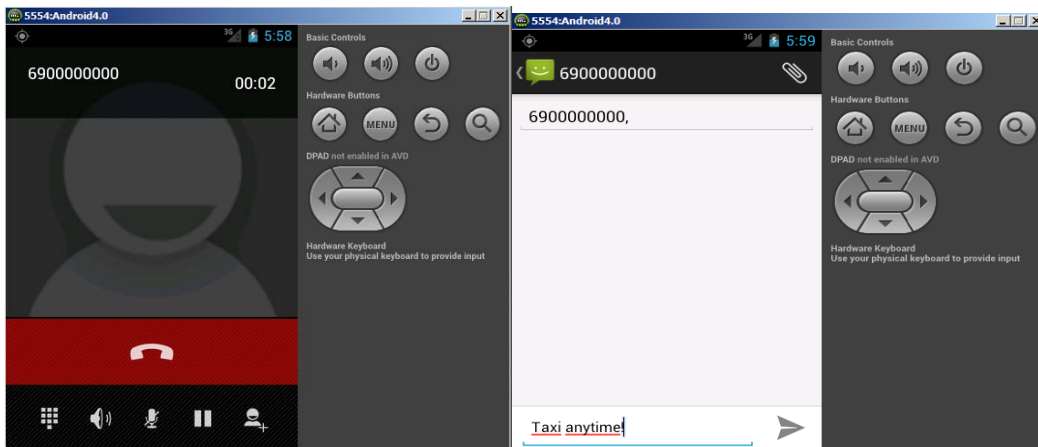 5554:Android4.0
3G 5:58
6900000000
00:02
Basic Controls
Hardware Buttons
MENU
DPAD not enabled in AVD
Hardware Keyboard
Use your physical keyboard to provide input
5554:Android4.0
3G 5:59
6900000000
6900000000,
Taxi anytime!
Basic Controls
Hardware Buttons
MENU
DPAD not enabled in AVD
Hardware Keyboard
Use your physical keyboard to provide input